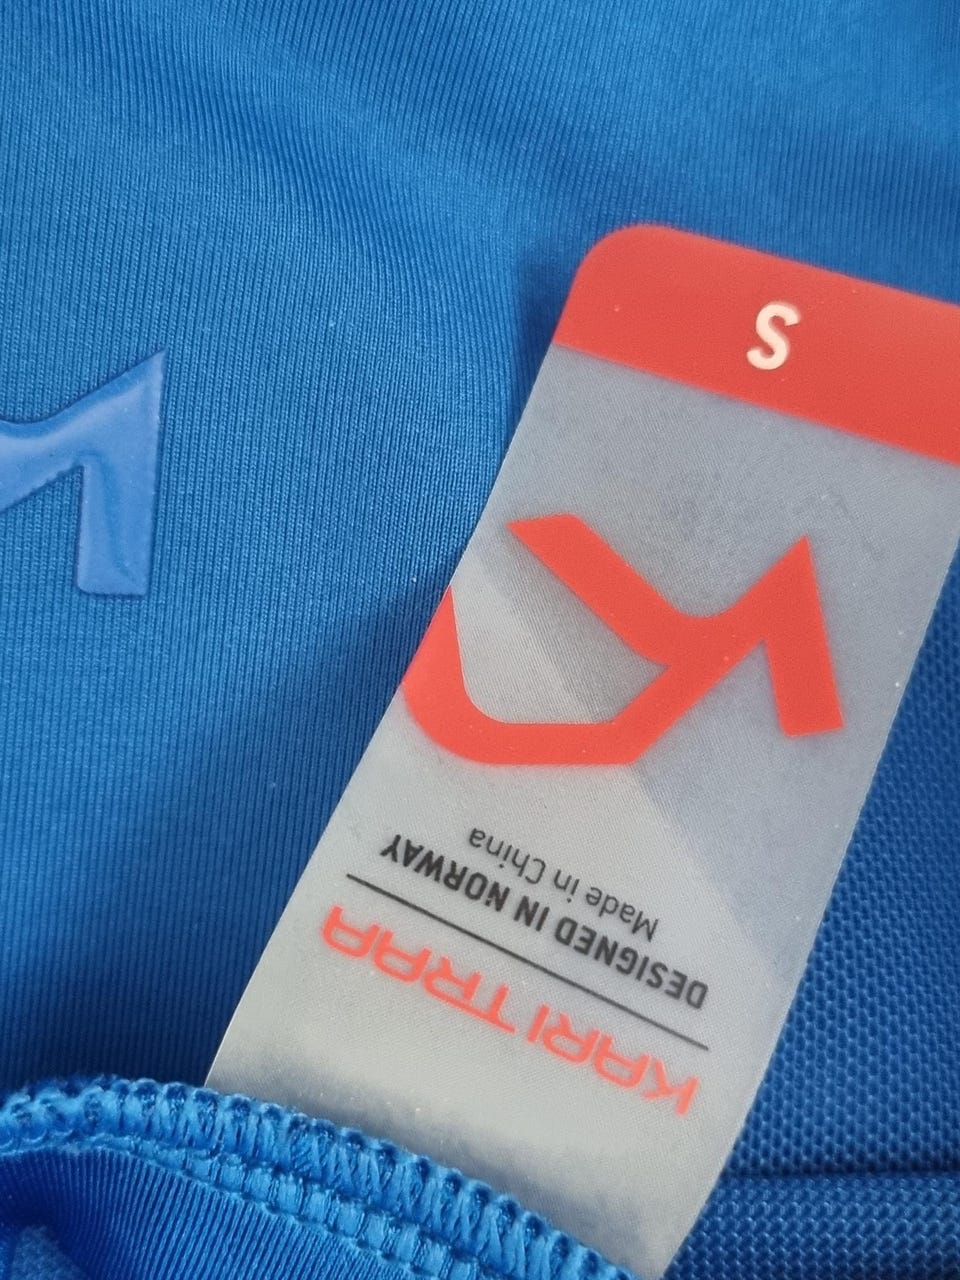 KARI TRAA
DESIGNED IN NORWAY
Made in China
S